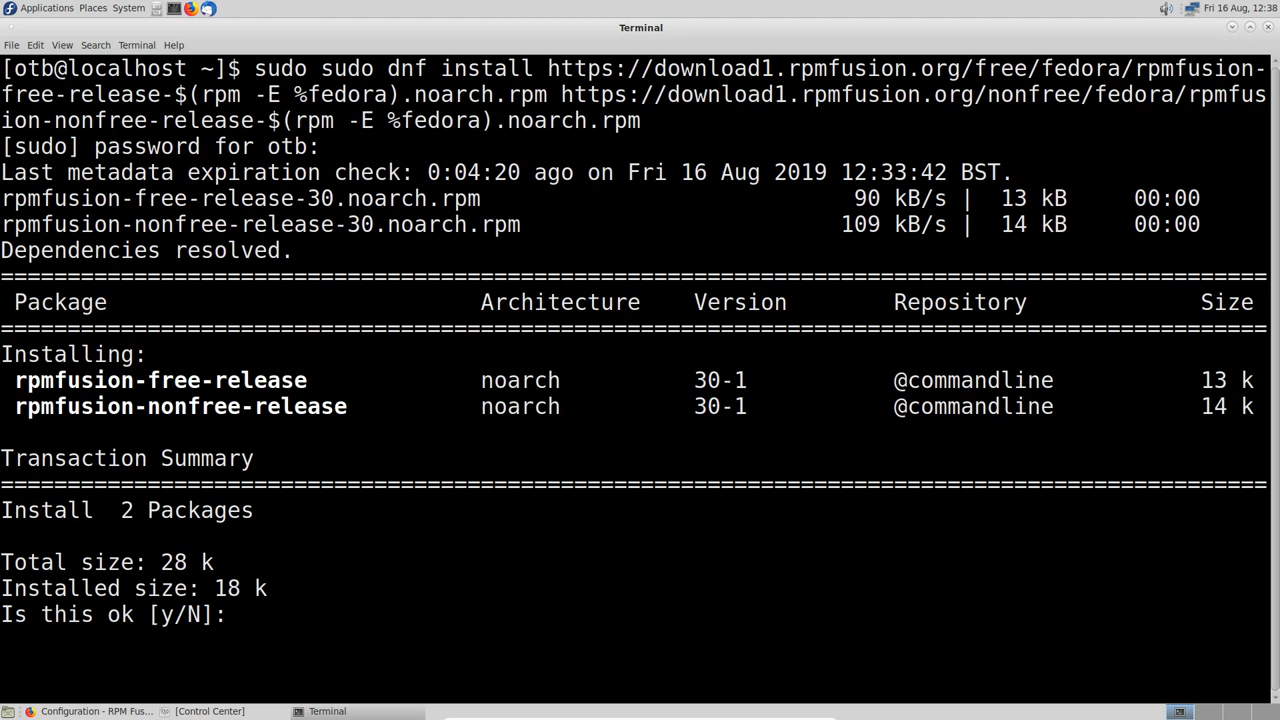 Applications Places System Fri 16 Aug, 12:38
Terminal
File Edit View Search Terminal Help
[otb@localhost ~]$ sudo sudo dnf install https://download1.rpmfusion.org/free/fedora/rpmfusion-
free-release-$(rpm -E %fedora).noarch.rpm https://download1.rpmfusion.org/nonfree/fedora/rpmfus
ion-nonfree-release-$(rpm -E %fedora).noarch.rpm
[sudo] password for otb:
Last metadata expiration check: 0:04:20 ago on Fri 16 Aug 2019 12:33:42 BST.
rpmfusion-free-release-30.noarch.rpm 90 kB/s | 13 kB 00:00
rpmfusion-nonfree-release-30.noarch.rpm 109 kB/s | 14 kB 00:00
Dependencies resolved.
===============================================================================================
Package Architecture Version Repository Size
===============================================================================================
Installing:
rpmfusion-free-release noarch 30-1 @commandline 13 k
rpmfusion-nonfree-release noarch 30-1 @commandline 14 k
Transaction Summary
===============================================================================================
Install 2 Packages
Total size: 28 k
Installed size: 18 k
Is this ok [y/N]:
Configuration - RPM Fus... [Control Center] Terminal